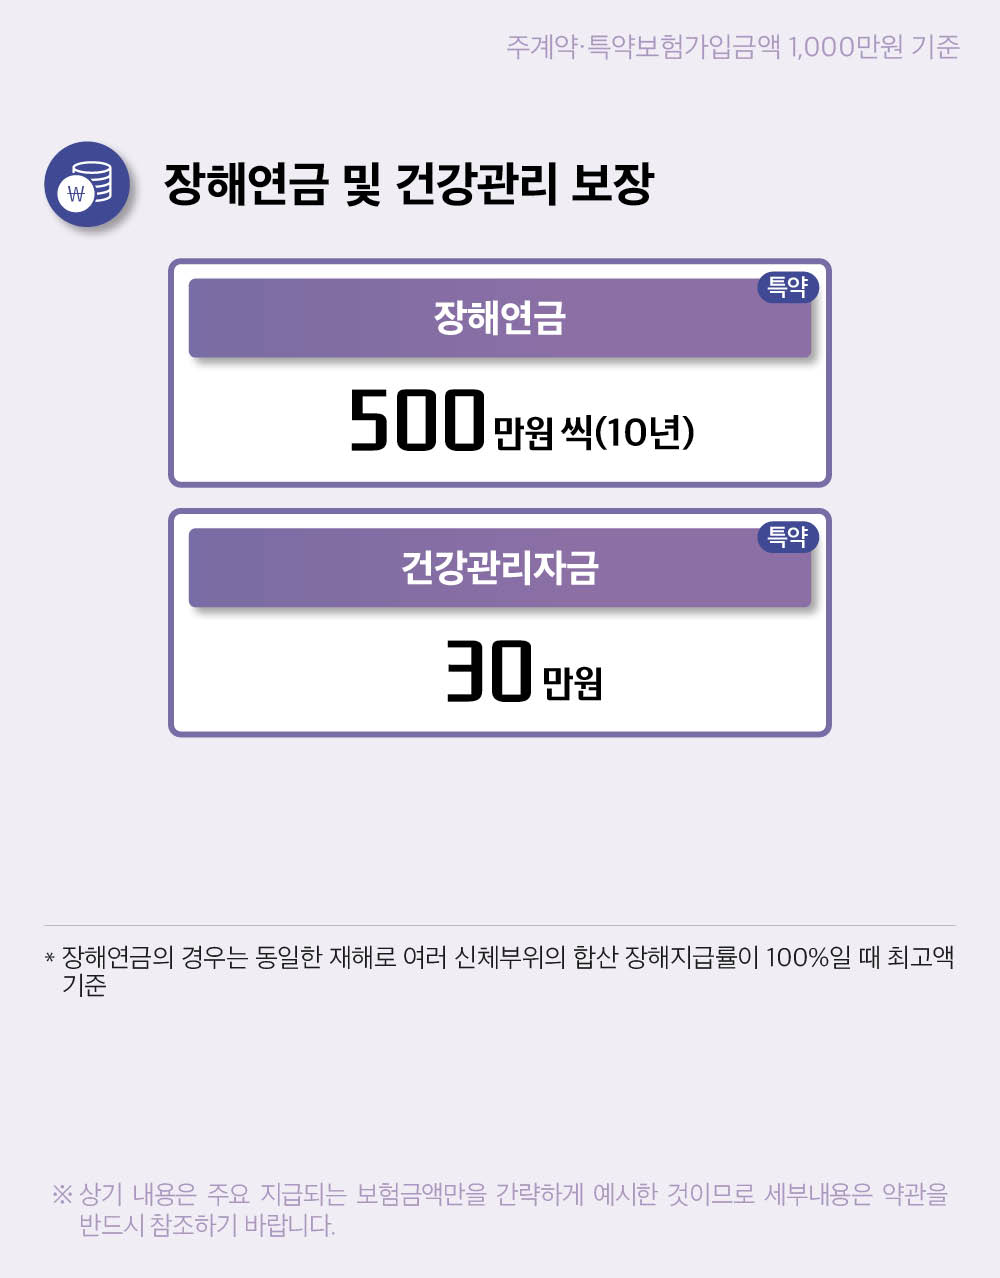 주계약·특약보험가입금액 1,000만원 기준
₩
장해연금 및 건강관리 보장
특약
장해연금
500만원 씩(10년)
특약
건강관리자금
30만원
* 장해연금의 경우는 동일한 재해로 여러 신체부위의 합산 장해지급률이 100%일 때 최고액
기준
※ 상기 내용은 주요 지급되는 보험금액만을 간략하게 예시한 것이므로 세부내용은 약관을
반드시 참조하기 바랍니다.